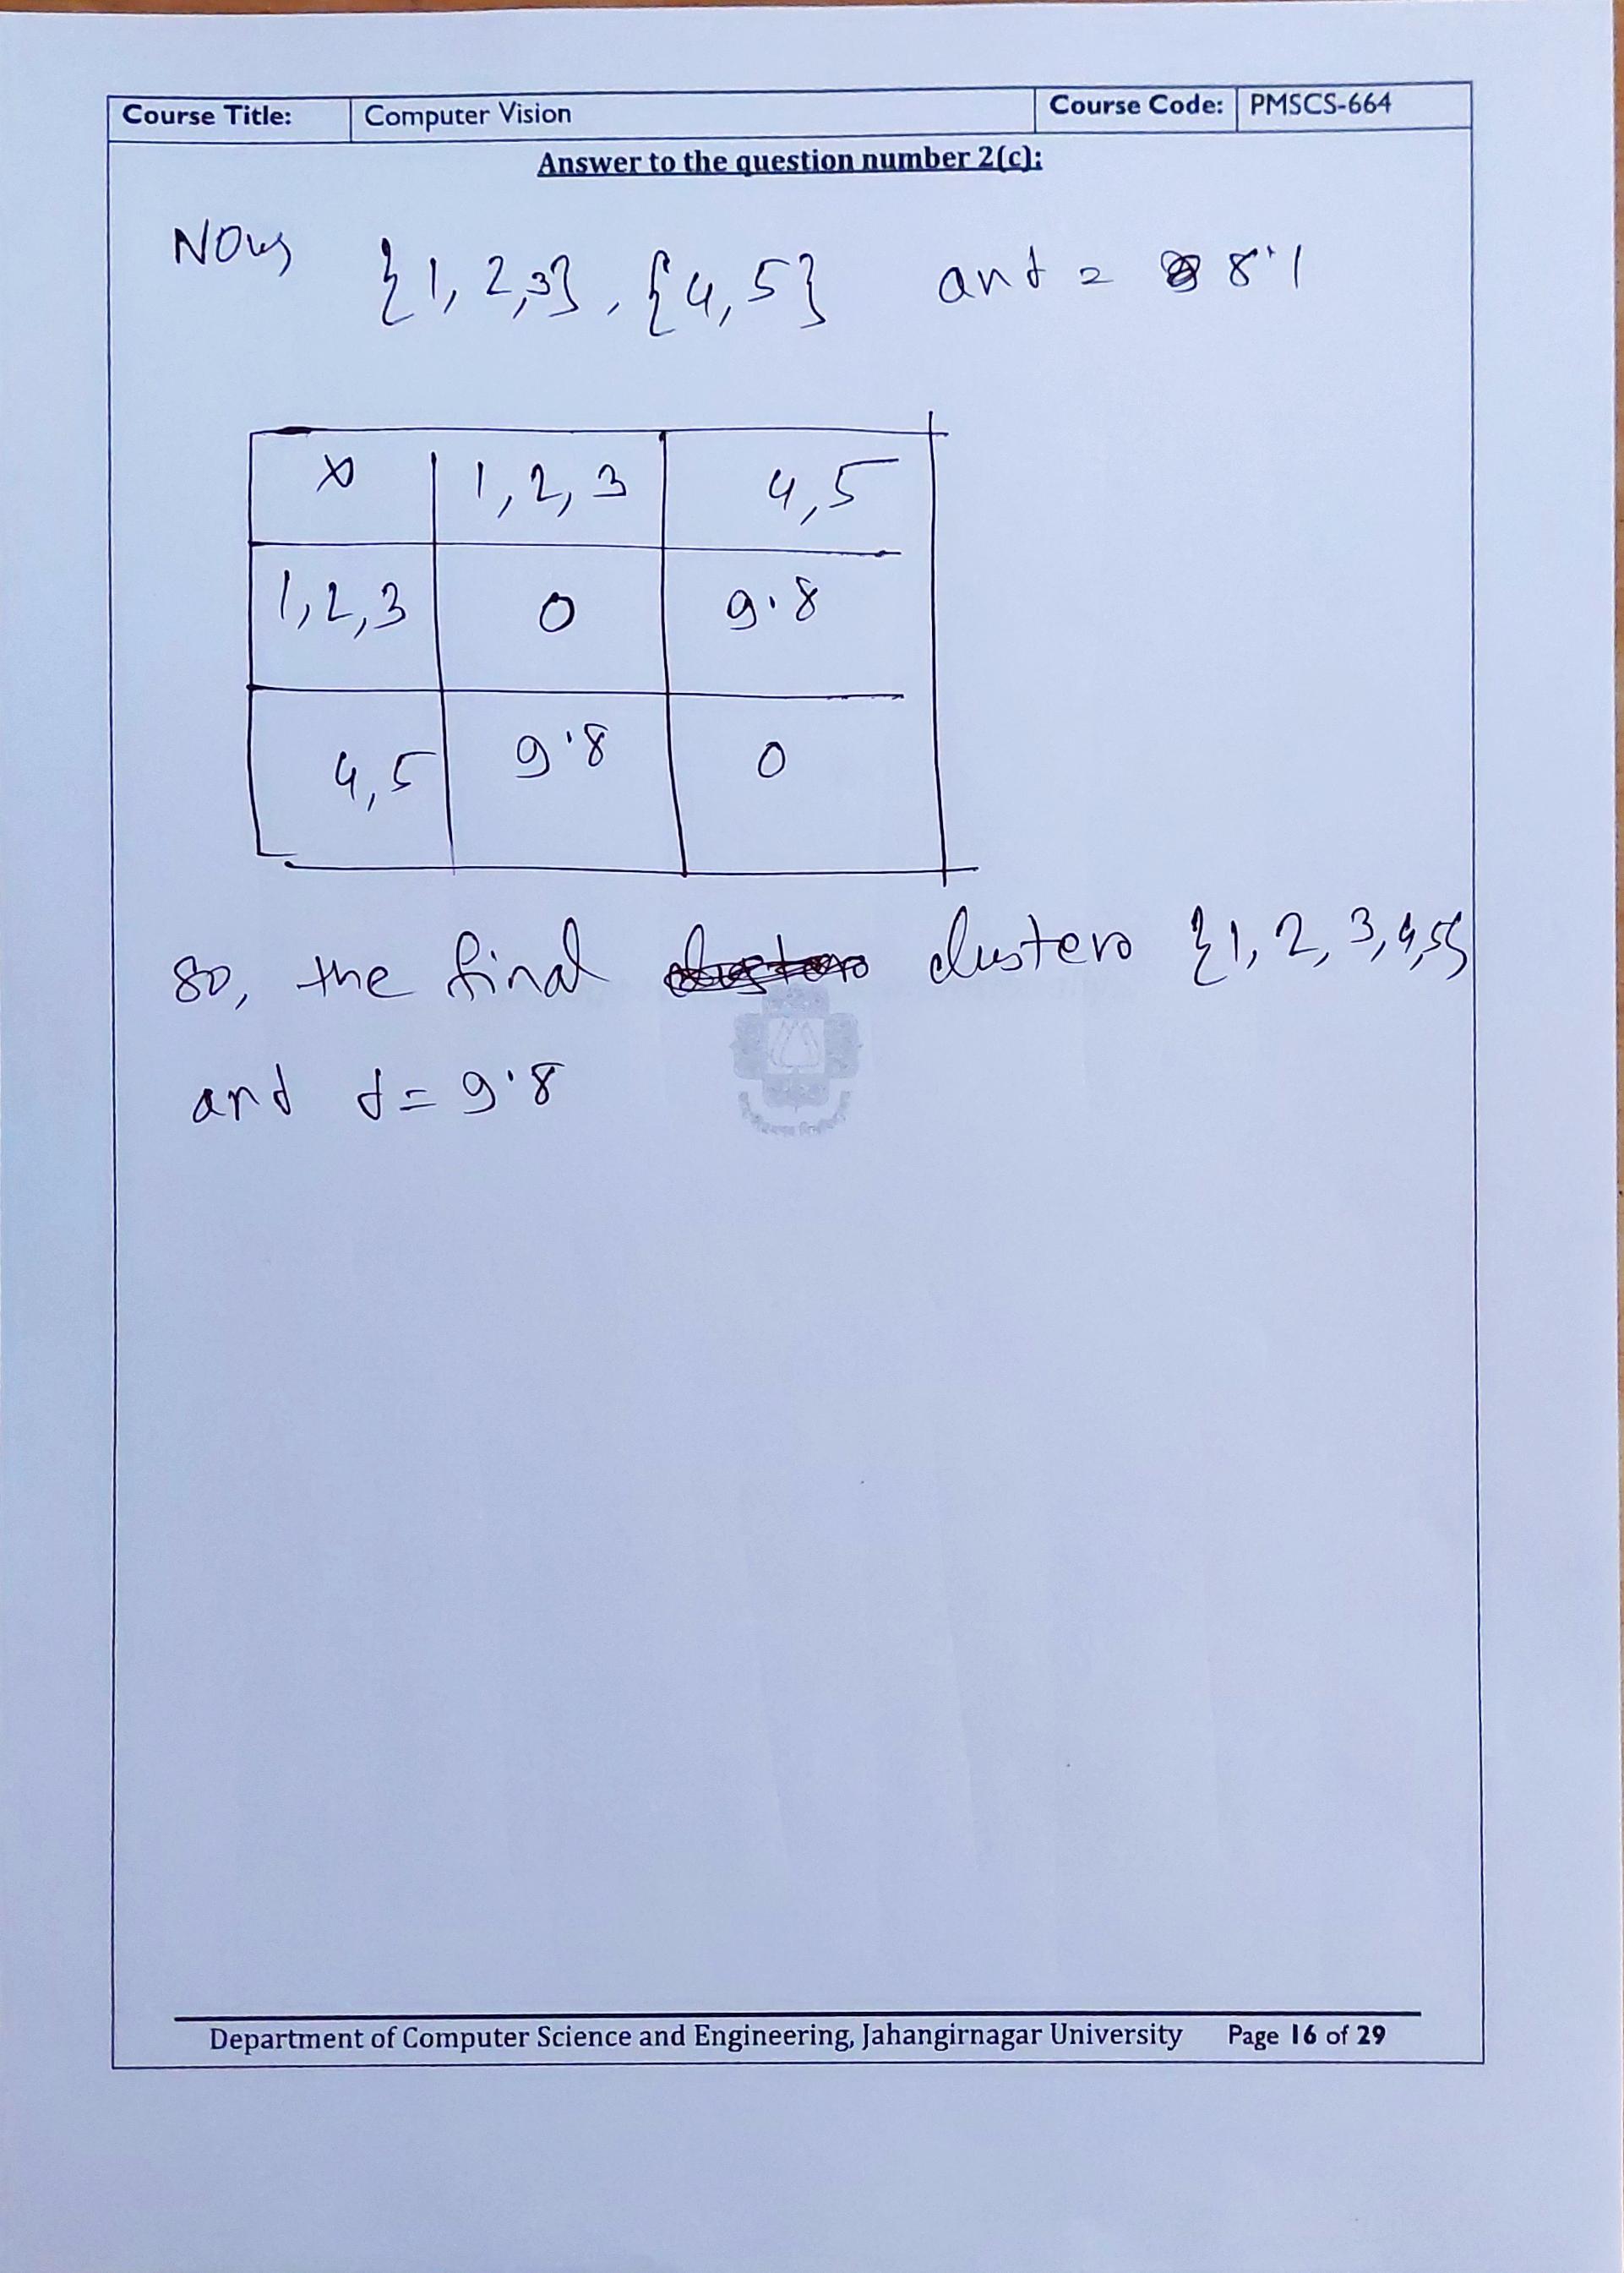 Course Title: Computer Vision Course Code: PMSCS-664
Answer to the question number 2(c):
Now {1, 2, 3}, {4, 5} and = 8.1
X 1, 2, 3 4, 5
1, 2, 3 0 9.8
4, 5 9.8 0
So, the final cluster {1, 2, 3, 4, 5}
and d = 9.8
Department of Computer Science and Engineering, Jahangirnagar University Page 16 of 29